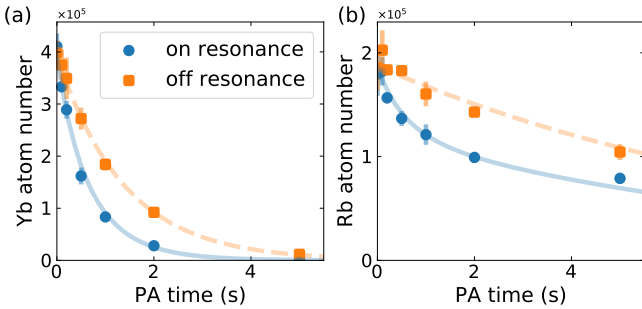 (a)
×10⁵
on resonance
off resonance
4
3
2
1
0
Yb atom number
0
2
4
PA time (s)
(b)
×10⁵
2
1
0
Rb atom number
0
2
4
PA time (s)